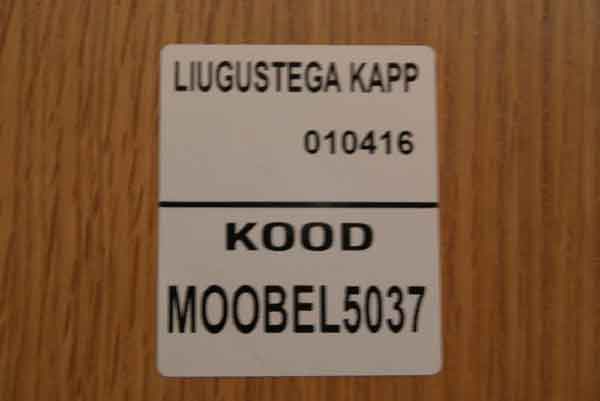 LIUGUSTEGA KAPP
010416
KOOD
MOOBEL5037